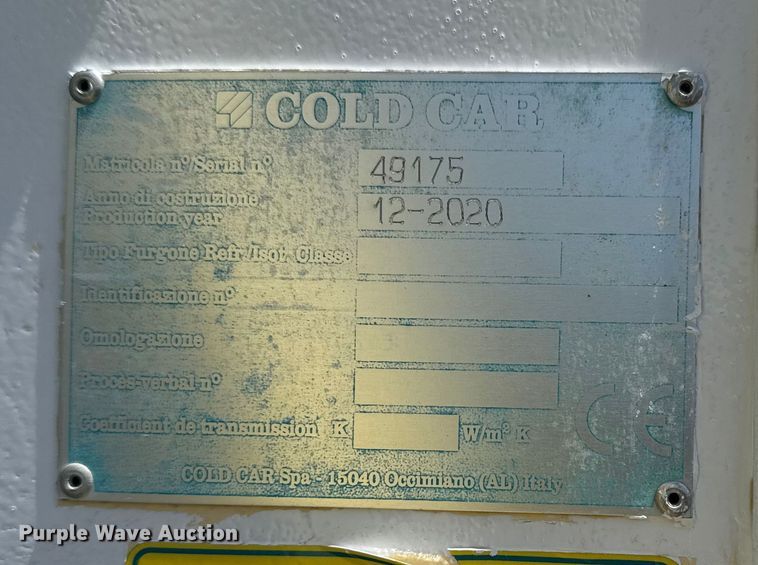 COLD CAR
Matricola n°/Serial n° 49175
Anno di costruzione
Production year 12-2020
Tipo Furgone Refr./Isot. Classe
Identificazione n°
Omologazione
Proces-verbal n°
Coefficient de transmission K W/m² K
CE
COLD CAR Spa - 15040 Occimiano (AL) Italy
Purple Wave Auction